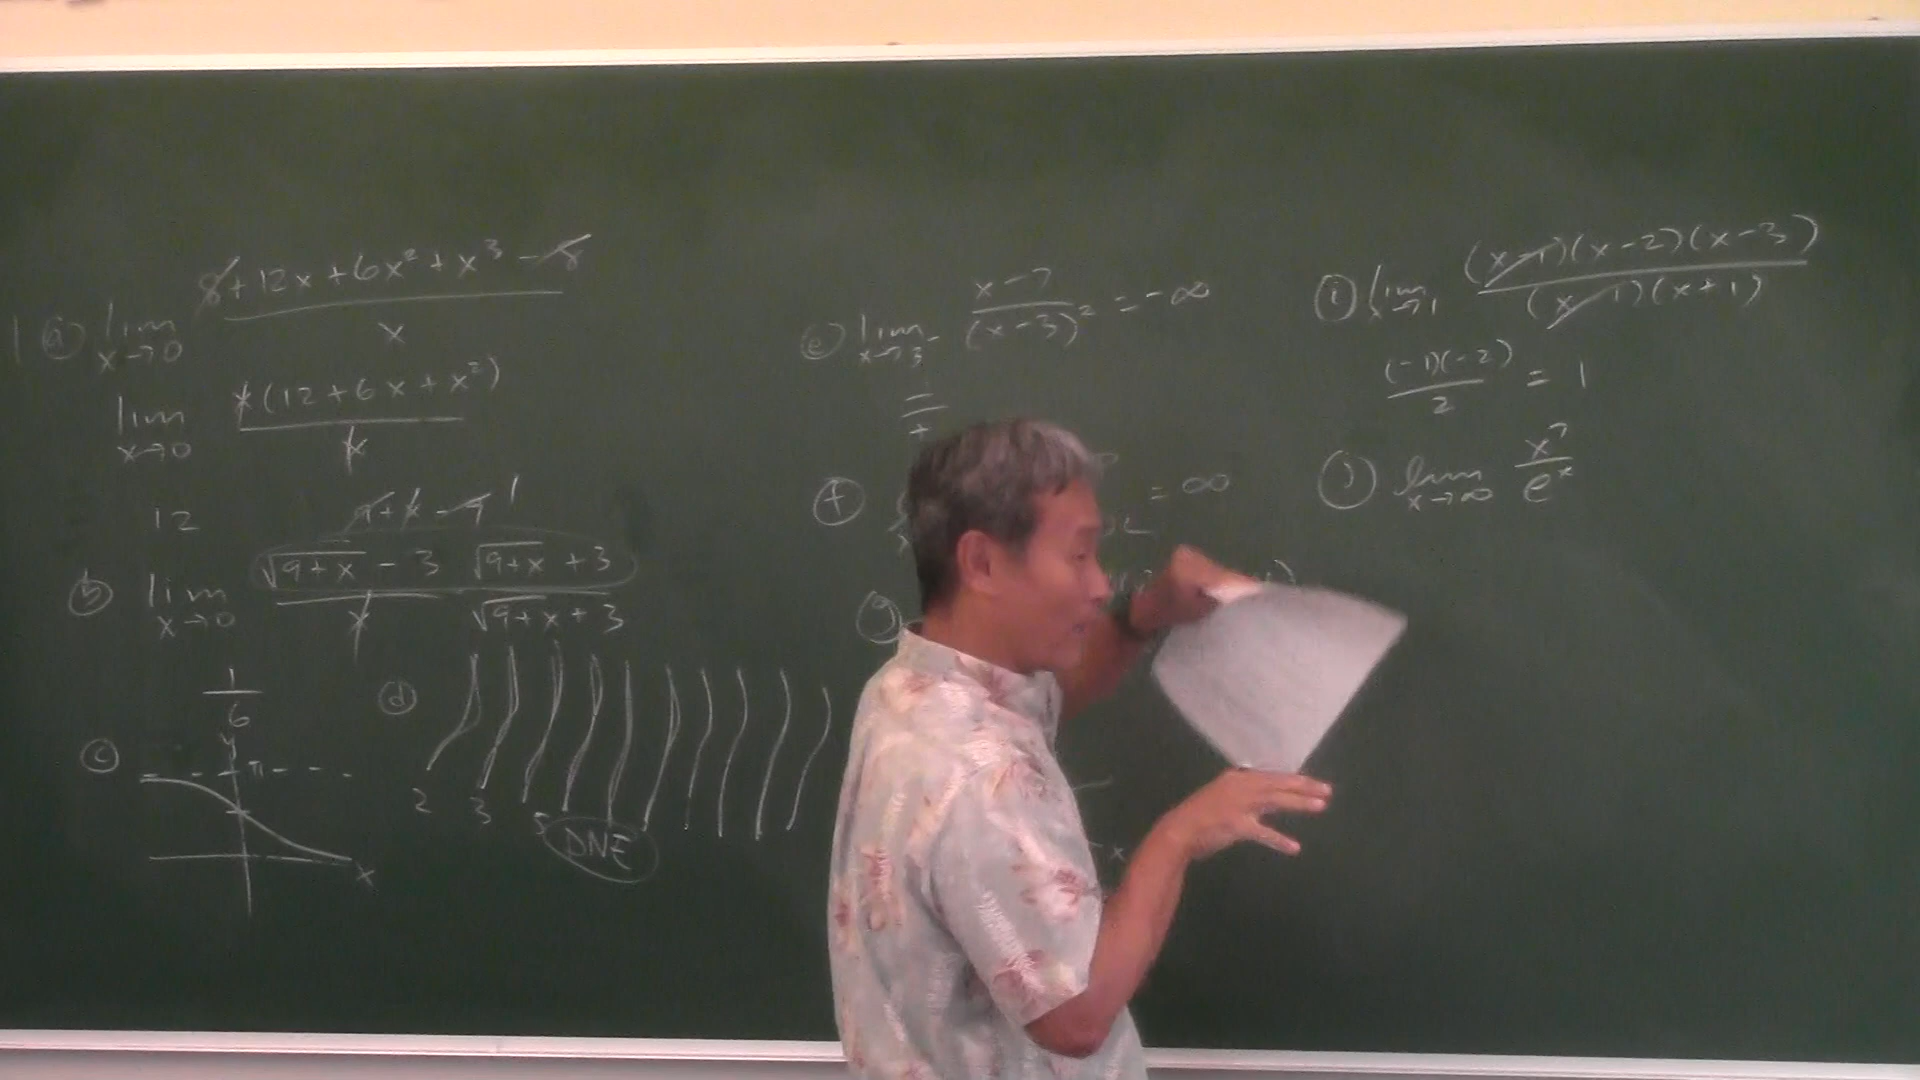 1 (a) lim x→0 (8+12x+6x²+x³-8)/x
lim x→0 x(12+6x+x²)/x
12
9+x-9 1
(b) lim x→0 (√(9+x) - 3)/x (√(9+x) + 3)/(√(9+x) + 3)
1/6
(c) y
π
x
(d)
2 3 5
DNE
(e) lim x→3⁻ (x-7)/(x-3)² = -∞
-/+
(f) = ∞
(g)
x
(i) lim x→1 ((x-1)(x-2)(x-3))/((x-1)(x+1))
(-1)(-2)/2 = 1
(j) lim x→∞ x⁷/eˣ